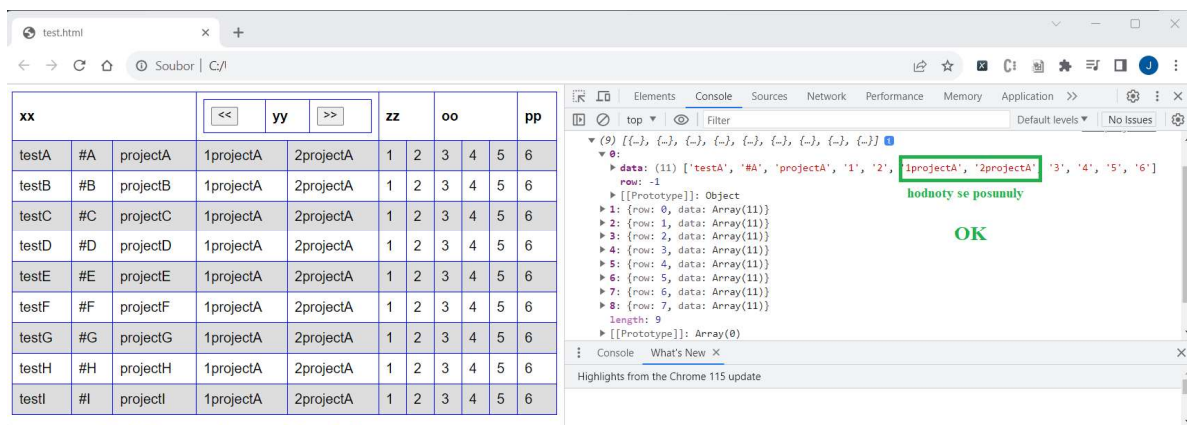 test.html
Soubor C:/
xx << yy >> zz oo pp
testA #A projectA 1projectA 2projectA 1 2 3 4 5 6
testB #B projectB 1projectA 2projectA 1 2 3 4 5 6
testC #C projectC 1projectA 2projectA 1 2 3 4 5 6
testD #D projectD 1projectA 2projectA 1 2 3 4 5 6
testE #E projectE 1projectA 2projectA 1 2 3 4 5 6
testF #F projectF 1projectA 2projectA 1 2 3 4 5 6
testG #G projectG 1projectA 2projectA 1 2 3 4 5 6
testH #H projectH 1projectA 2projectA 1 2 3 4 5 6
testI #I projectI 1projectA 2projectA 1 2 3 4 5 6
J
Elements Console Sources Network Performance Memory Application >>
top Filter Default levels No Issues
(9) [{…}, {…}, {…}, {…}, {…}, {…}, {…}, {…}, {…}]
0:
data: (11) ['testA', '#A', 'projectA', '1', '2', '1projectA', '2projectA', '3', '4', '5', '6']
row: -1
[[Prototype]]: Object
hodnoty se posunuly
OK
1: {row: 0, data: Array(11)}
2: {row: 1, data: Array(11)}
3: {row: 2, data: Array(11)}
4: {row: 3, data: Array(11)}
5: {row: 4, data: Array(11)}
6: {row: 5, data: Array(11)}
7: {row: 6, data: Array(11)}
8: {row: 7, data: Array(11)}
length: 9
[[Prototype]]: Array(0)
Console What's New
Highlights from the Chrome 115 update